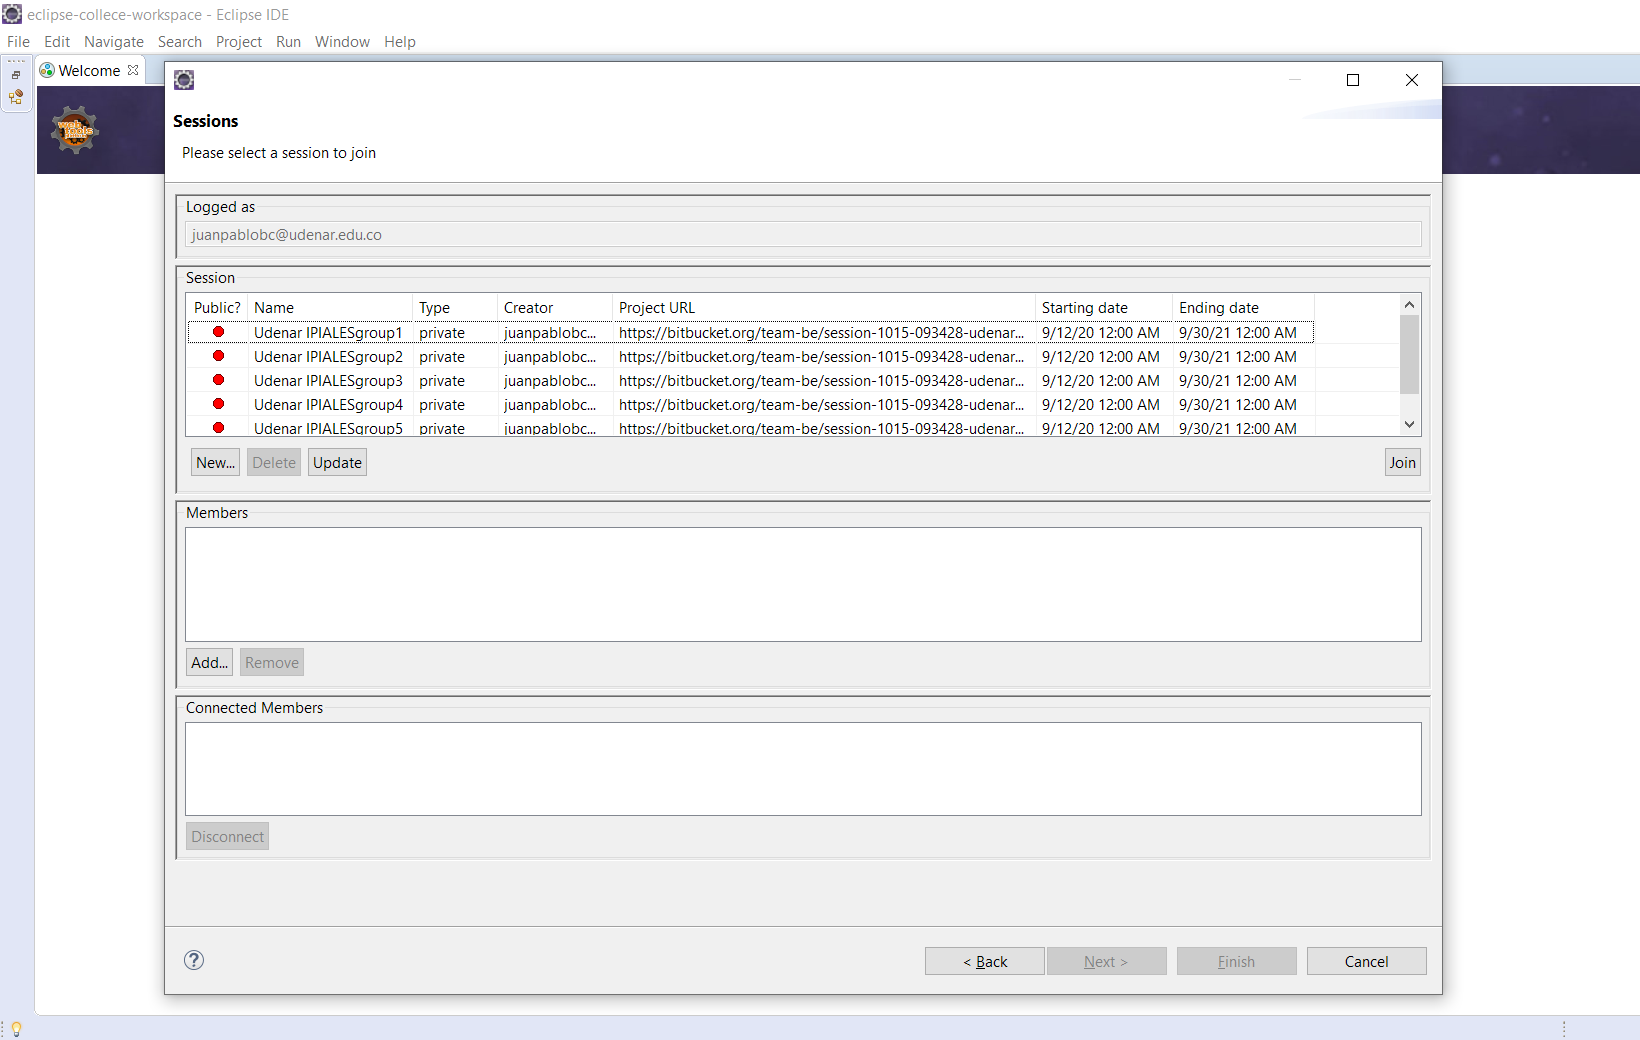 eclipse-collece-workspace - Eclipse IDE
File Edit Navigate Search Project Run Window Help
Welcome
web tools
Sessions
Please select a session to join
Logged as
juanpablobc@udenar.edu.co
Session
Public? Name Type Creator Project URL Starting date Ending date
Udenar IPIALESgroup1 private juanpablobc... https://bitbucket.org/team-be/session-1015-093428-udenar... 9/12/20 12:00 AM 9/30/21 12:00 AM
Udenar IPIALESgroup2 private juanpablobc... https://bitbucket.org/team-be/session-1015-093428-udenar... 9/12/20 12:00 AM 9/30/21 12:00 AM
Udenar IPIALESgroup3 private juanpablobc... https://bitbucket.org/team-be/session-1015-093428-udenar... 9/12/20 12:00 AM 9/30/21 12:00 AM
Udenar IPIALESgroup4 private juanpablobc... https://bitbucket.org/team-be/session-1015-093428-udenar... 9/12/20 12:00 AM 9/30/21 12:00 AM
Udenar IPIALESgroup5 private juanpablobc... https://bitbucket.org/team-be/session-1015-093428-udenar... 9/12/20 12:00 AM 9/30/21 12:00 AM
New... Delete Update Join
Members
Add... Remove
Connected Members
Disconnect
? < Back Next > Finish Cancel